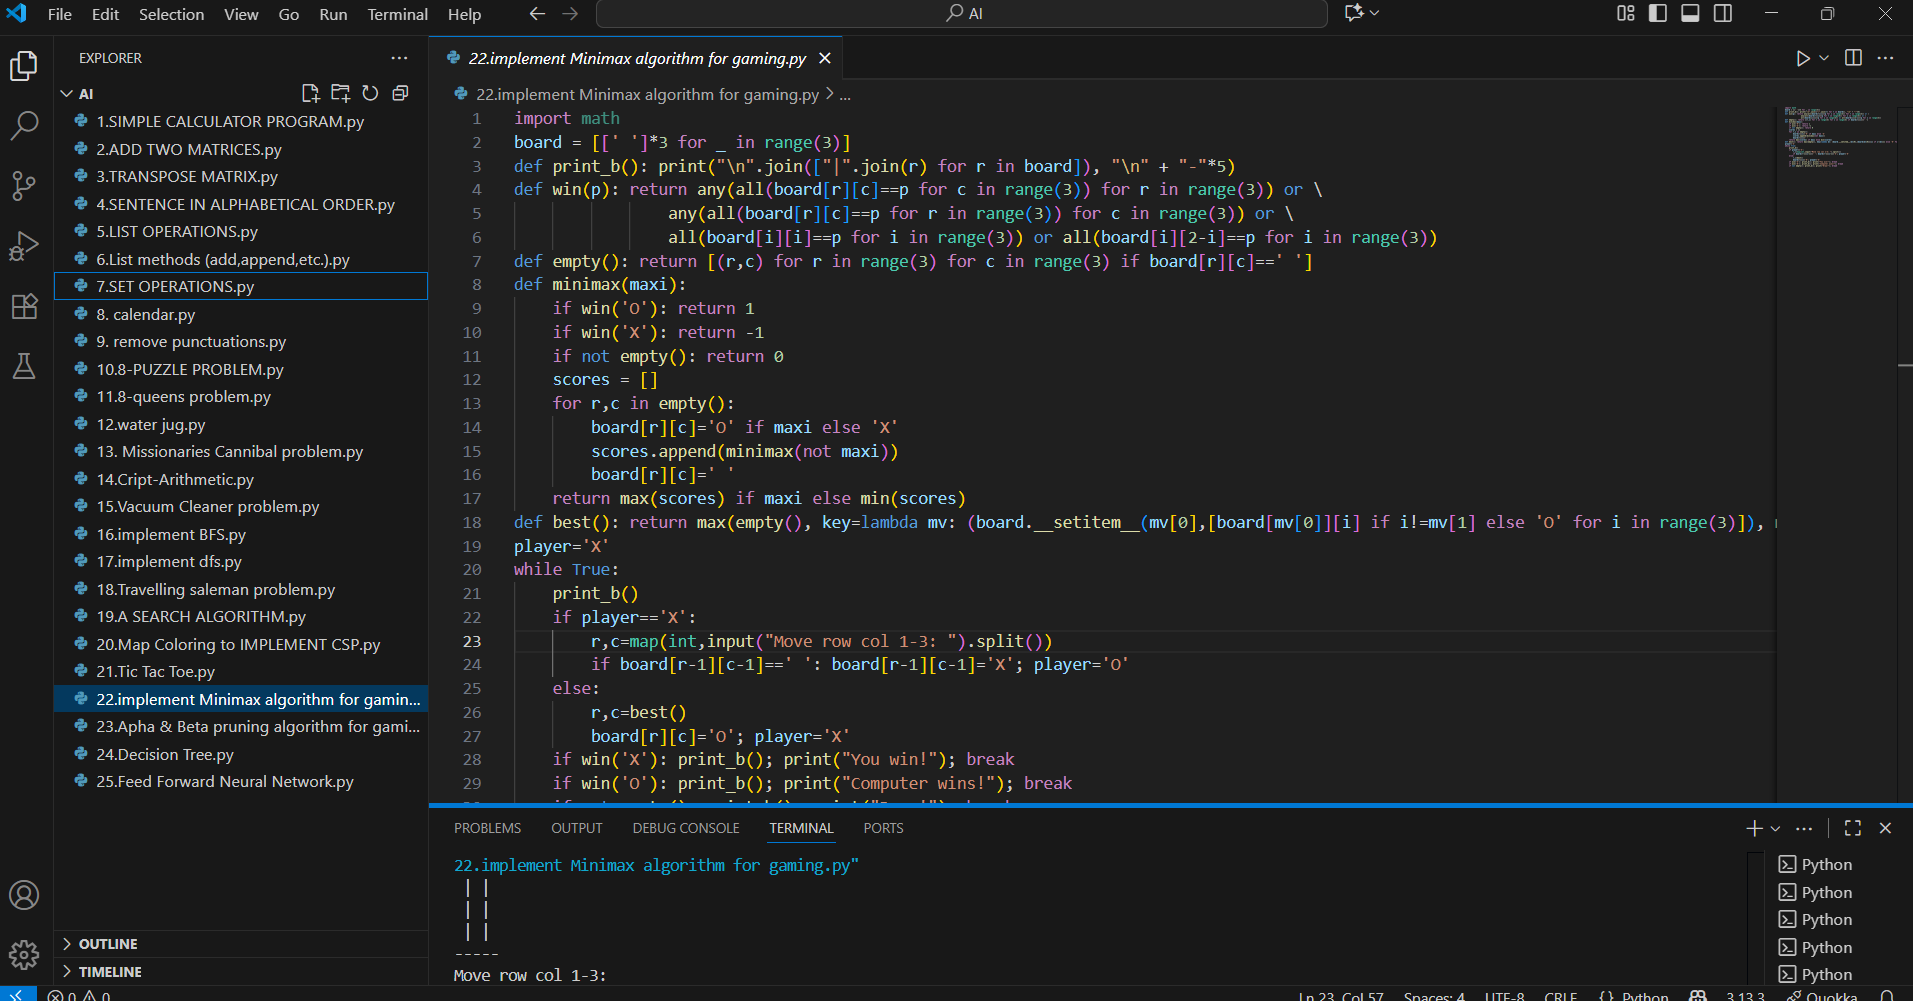 File Edit Selection View Go Run Terminal Help
AI
EXPLORER
AI
1.SIMPLE CALCULATOR PROGRAM.py
2.ADD TWO MATRICES.py
3.TRANSPOSE MATRIX.py
4.SENTENCE IN ALPHABETICAL ORDER.py
5.LIST OPERATIONS.py
6.List methods (add,append,etc.).py
7.SET OPERATIONS.py
8. calendar.py
9. remove punctuations.py
10.8-PUZZLE PROBLEM.py
11.8-queens problem.py
12.water jug.py
13. Missionaries Cannibal problem.py
14.Cript-Arithmetic.py
15.Vacuum Cleaner problem.py
16.implement BFS.py
17.implement dfs.py
18.Travelling saleman problem.py
19.A SEARCH ALGORITHM.py
20.Map Coloring to IMPLEMENT CSP.py
21.Tic Tac Toe.py
22.implement Minimax algorithm for gamin...
23.Apha & Beta pruning algorithm for gami...
24.Decision Tree.py
25.Feed Forward Neural Network.py
OUTLINE
TIMELINE
22.implement Minimax algorithm for gaming.py
22.implement Minimax algorithm for gaming.py > ...
1 import math
2 board = [[' ']*3 for _ in range(3)]
3 def print_b(): print("\n".join(["|".join(r) for r in board]), "\n" + "-"*5)
4 def win(p): return any(all(board[r][c]==p for c in range(3)) for r in range(3)) or \
5 any(all(board[r][c]==p for r in range(3)) for c in range(3)) or \
6 all(board[i][i]==p for i in range(3)) or all(board[i][2-i]==p for i in range(3))
7 def empty(): return [(r,c) for r in range(3) for c in range(3) if board[r][c]==' ']
8 def minimax(maxi):
9 if win('O'): return 1
10 if win('X'): return -1
11 if not empty(): return 0
12 scores = []
13 for r,c in empty():
14 board[r][c]='O' if maxi else 'X'
15 scores.append(minimax(not maxi))
16 board[r][c]=' '
17 return max(scores) if maxi else min(scores)
18 def best(): return max(empty(), key=lambda mv: (board.__setitem__(mv[0],[board[mv[0]][i] if i!=mv[1] else 'O' for i in range(3)]),
19 player='X'
20 while True:
21 print_b()
22 if player=='X':
23 r,c=map(int,input("Move row col 1-3: ").split())
24 if board[r-1][c-1]==' ': board[r-1][c-1]='X'; player='O'
25 else:
26 r,c=best()
27 board[r][c]='O'; player='X'
28 if win('X'): print_b(); print("You win!"); break
29 if win('O'): print_b(); print("Computer wins!"); break
PROBLEMS OUTPUT DEBUG CONSOLE TERMINAL PORTS
22.implement Minimax algorithm for gaming.py"
| |
| |
| |
-----
Move row col 1-3:
Python
Python
Python
Python
Python
0 0 Ln 23, Col 57 Spaces: 4 UTF-8 CRLF {} Python 3.13.3 Quokka